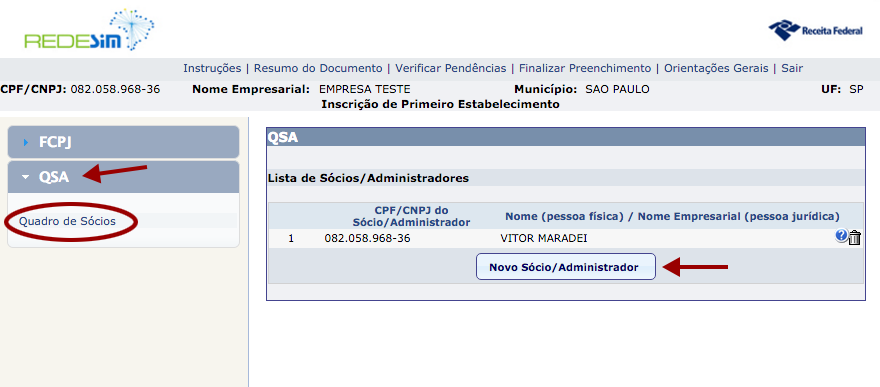 REDESIM
Receita Federal
Instruções | Resumo do Documento | Verificar Pendências | Finalizar Preenchimento | Orientações Gerais | Sair
CPF/CNPJ: 082.058.968-36 Nome Empresarial: EMPRESA TESTE Município: SAO PAULO UF: SP
Inscrição de Primeiro Estabelecimento
FCPJ
QSA
Quadro de Sócios
QSA
Lista de Sócios/Administradores
CPF/CNPJ do Sócio/Administrador Nome (pessoa física) / Nome Empresarial (pessoa jurídica)
1 082.058.968-36 VITOR MARADEI ?
Novo Sócio/Administrador